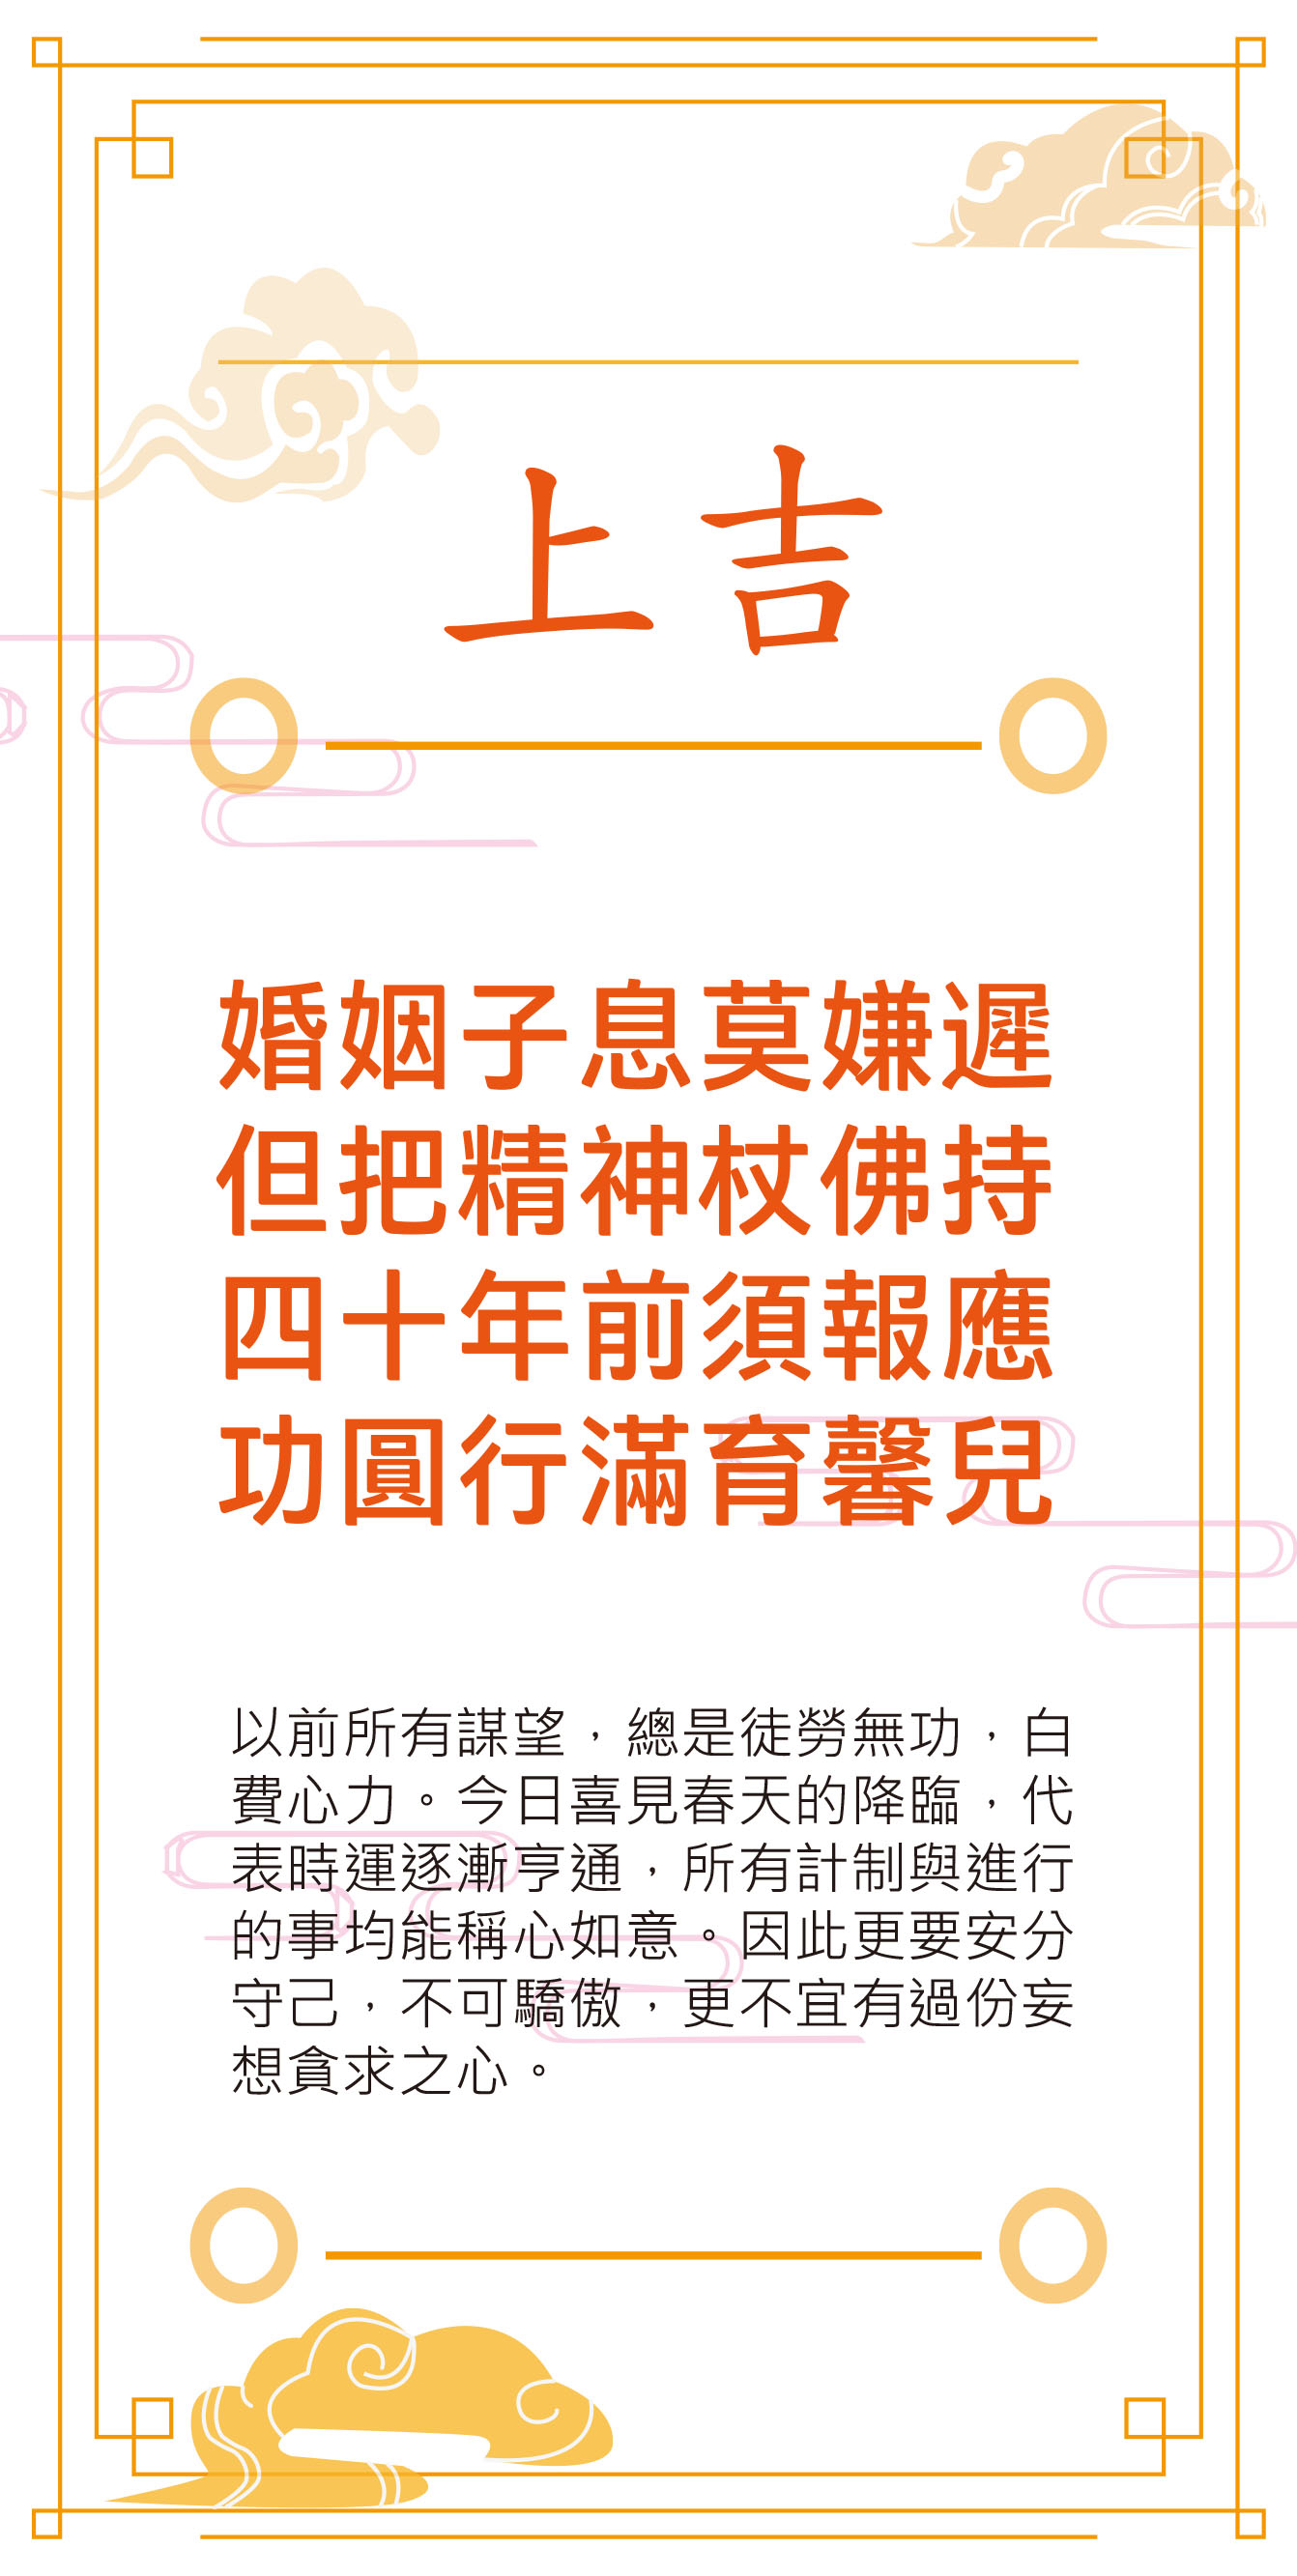 上吉
婚姻子息莫嫌遲
但把精神杖佛持
四十年前須報應
功圓行滿育馨兒
以前所有謀望，總是徒勞無功，白
費心力。今日喜見春天的降臨，代
表時運逐漸亨通，所有計制與進行
的事均能稱心如意。因此更要安分
守己，不可驕傲，更不宜有過份妄
想貪求之心。